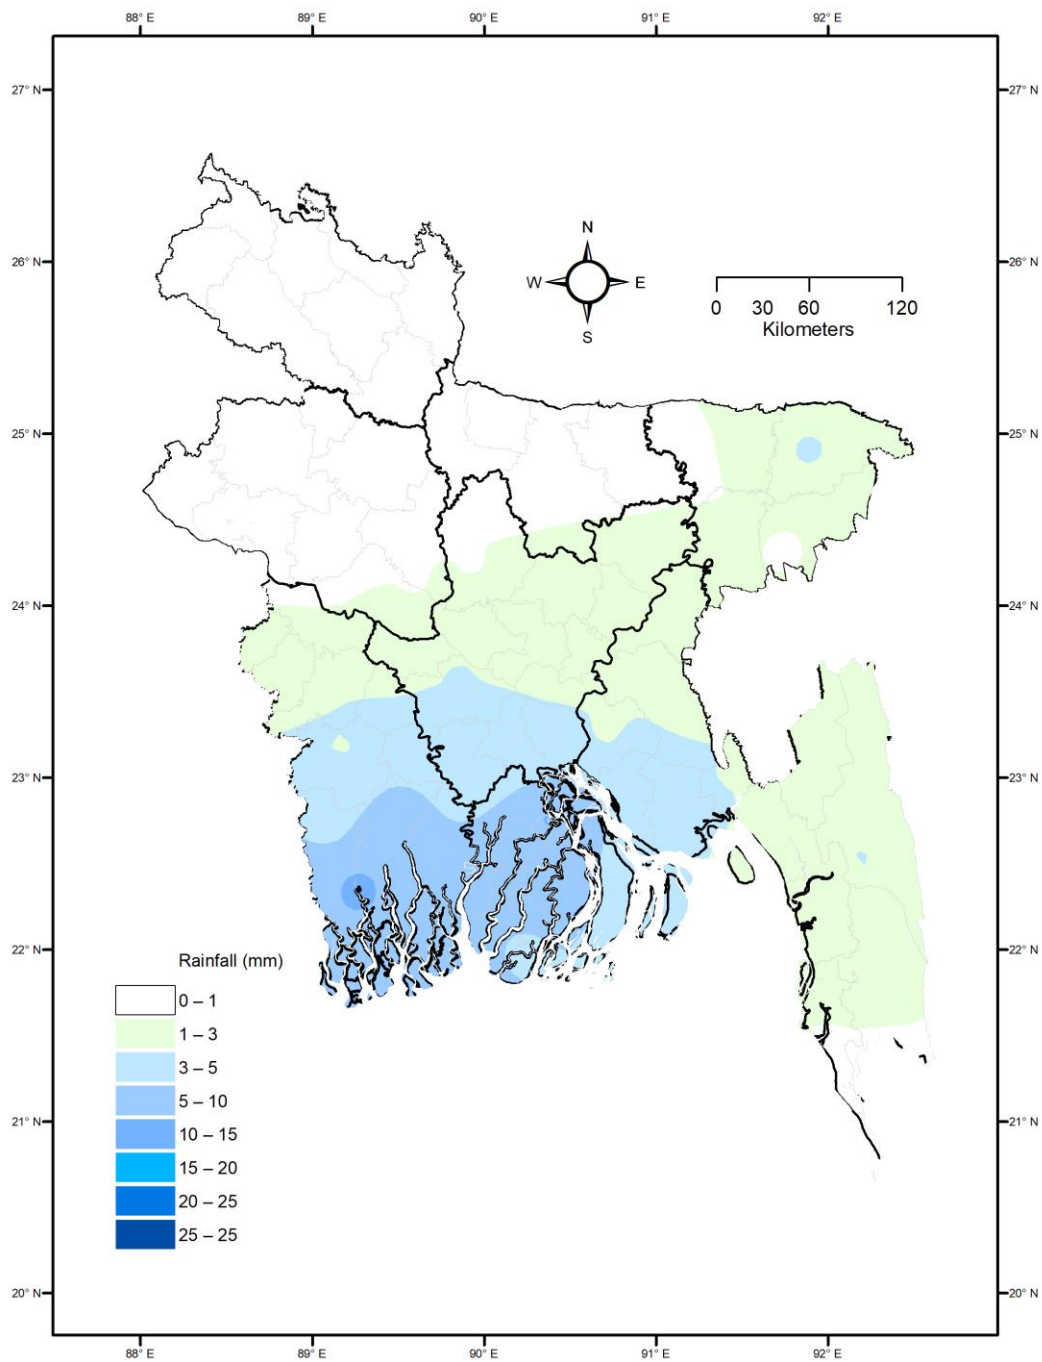 88° E 89° E 90° E 91° E 92° E
27° N 27° N
N
26° N W E 26° N
S
0 30 60 120
Kilometers
25° N 25° N
24° N 24° N
23° N 23° N
22° N 22° N
Rainfall (mm)
0 – 1
1 – 3
3 – 5
5 – 10
21° N 21° N
10 – 15
15 – 20
20 – 25
25 – 25
20° N 20° N
88° E 89° E 90° E 91° E 92° E